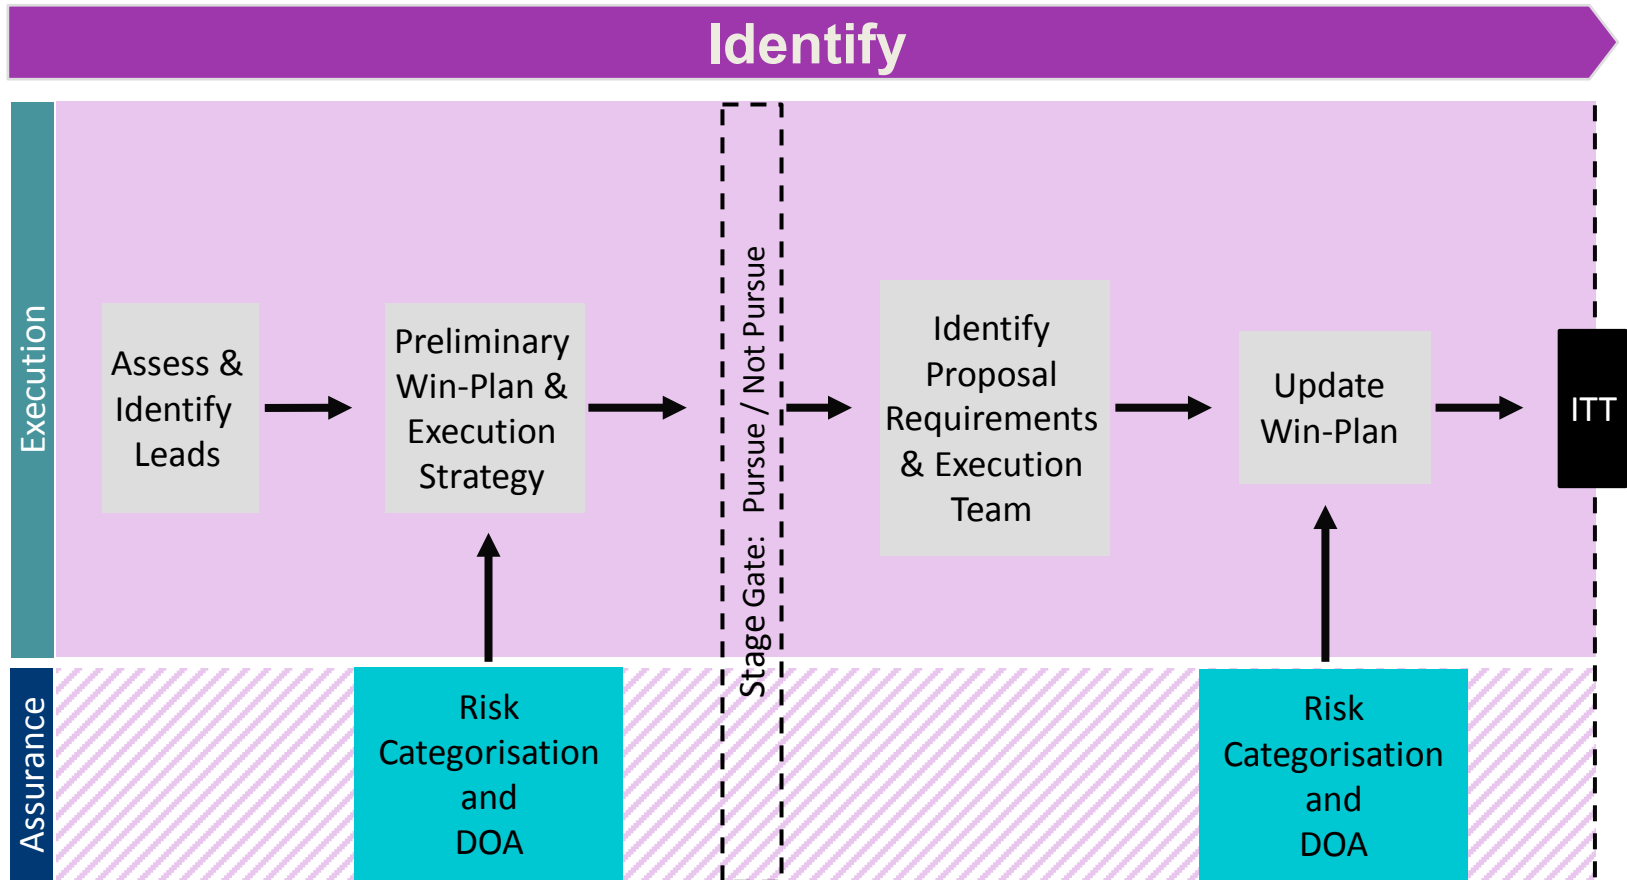 Identify
Execution
Assess &
Identify
Leads
Preliminary
Win-Plan &
Execution
Strategy
Stage Gate: Pursue / Not Pursue
Identify
Proposal
Requirements
& Execution
Team
Update
Win-Plan
ITT
Assurance
Risk
Categorisation
and
DOA
Risk
Categorisation
and
DOA